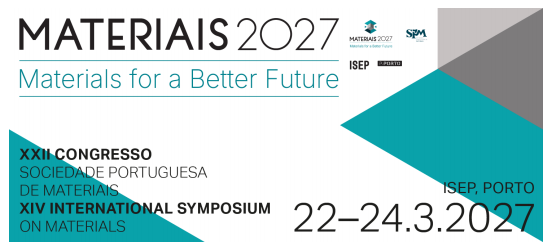 MATERIAIS 2027
Materials for a Better Future
MATERIAIS 2027
Materials for a Better Future
SPM
ISEP
P.PORTO
XXII CONGRESSO
SOCIEDADE PORTUGUESA
DE MATERIAIS
XIV INTERNATIONAL SYMPOSIUM
ON MATERIALS
ISEP, PORTO
22–24.3.2027